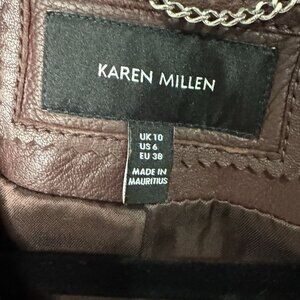 KAREN MILLEN
UK 10
US 6
EU 38
MADE IN
MAURITIUS